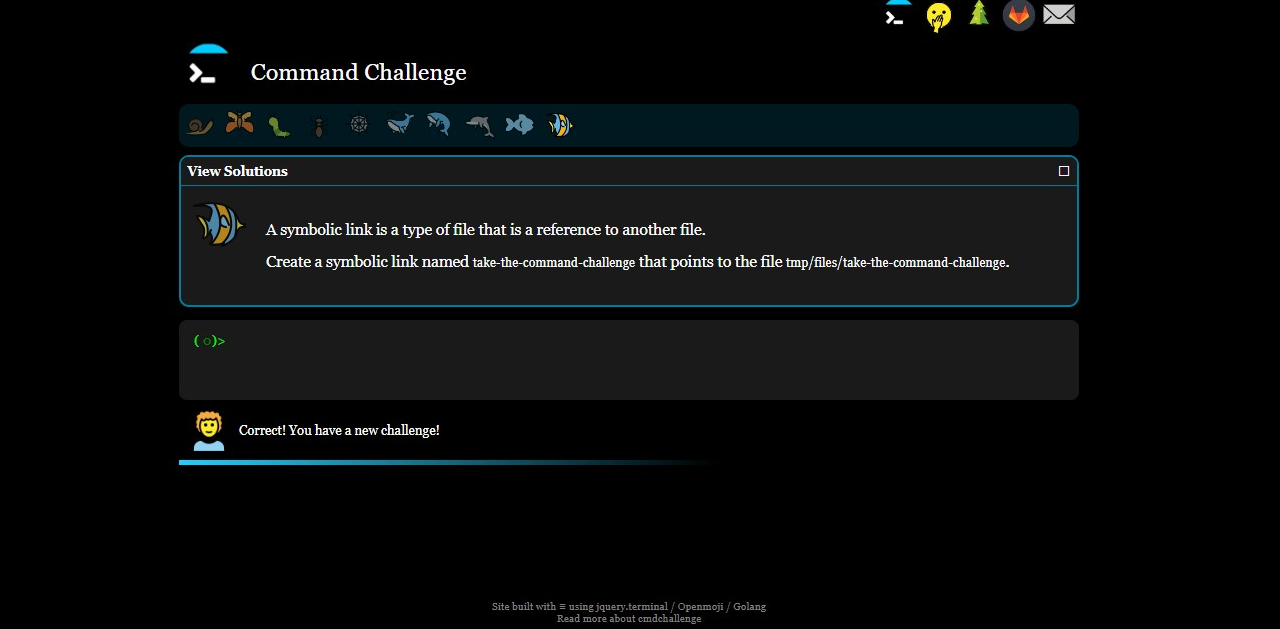 Command Challenge
View Solutions
A symbolic link is a type of file that is a reference to another file.
Create a symbolic link named take-the-command-challenge that points to the file tmp/files/take-the-command-challenge.
(○)>
Correct! You have a new challenge!
Site built with ≡ using jquery.terminal / Openmoji / Golang
Read more about cmdchallenge